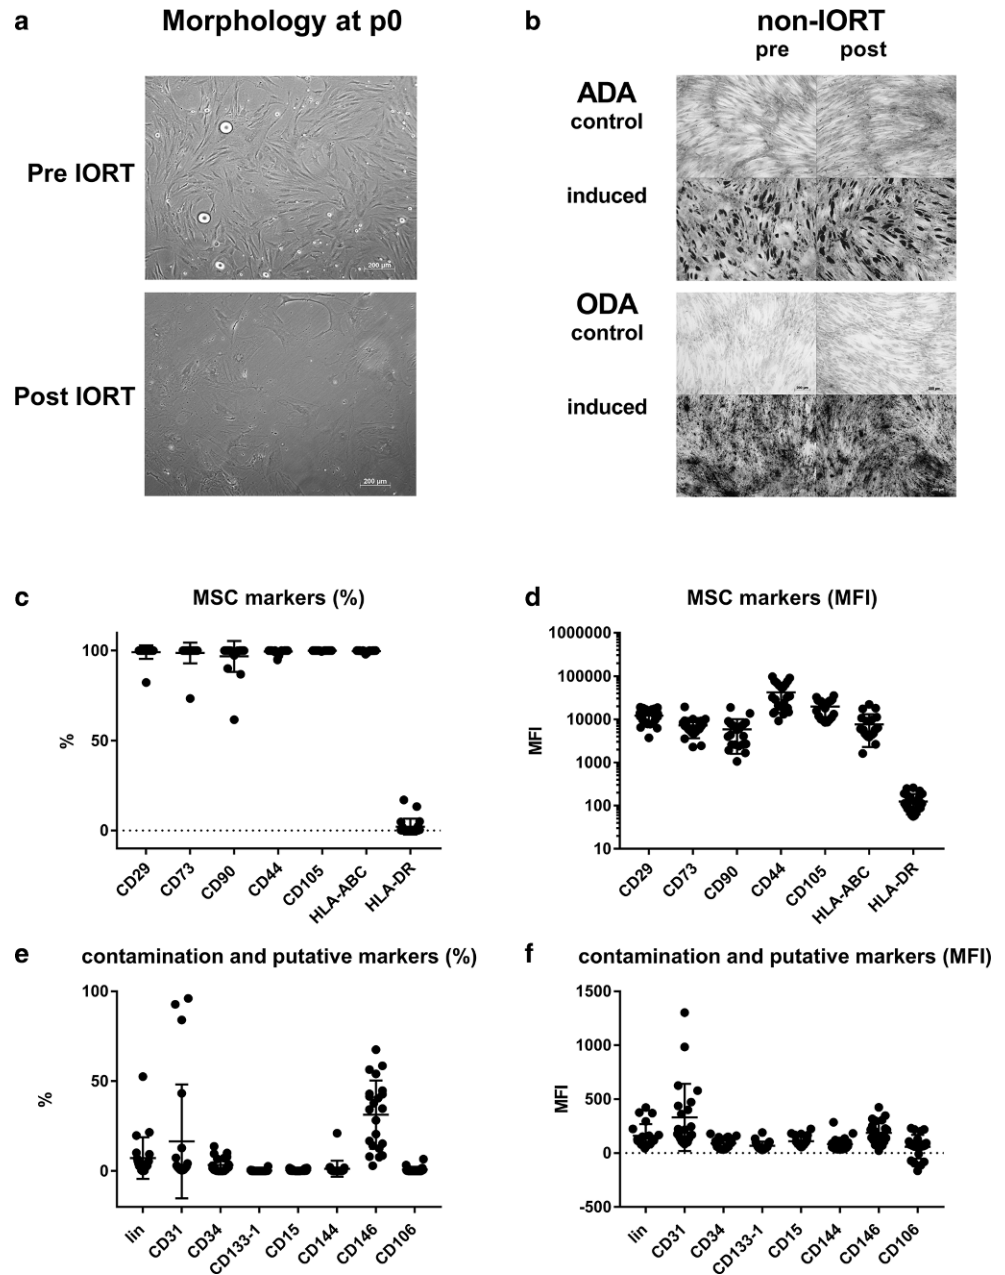 a
Morphology at p0
Pre IORT
200 µm
Post IORT
200 µm
b
non-IORT
pre post
ADA
control
induced
ODA
control
induced
c
MSC markers (%)
100
50
0
%
CD29 CD73 CD90 CD44 CD105 HLA-ABC HLA-DR
d
MSC markers (MFI)
1000000
100000
10000
1000
100
10
MFI
CD29 CD73 CD90 CD44 CD105 HLA-ABC HLA-DR
e
contamination and putative markers (%)
100
50
0
%
lin CD31 CD34 CD133-1 CD15 CD144 CD146 CD106
f
contamination and putative markers (MFI)
1500
1000
500
0
-500
MFI
lin CD31 CD34 CD133-1 CD15 CD144 CD146 CD106